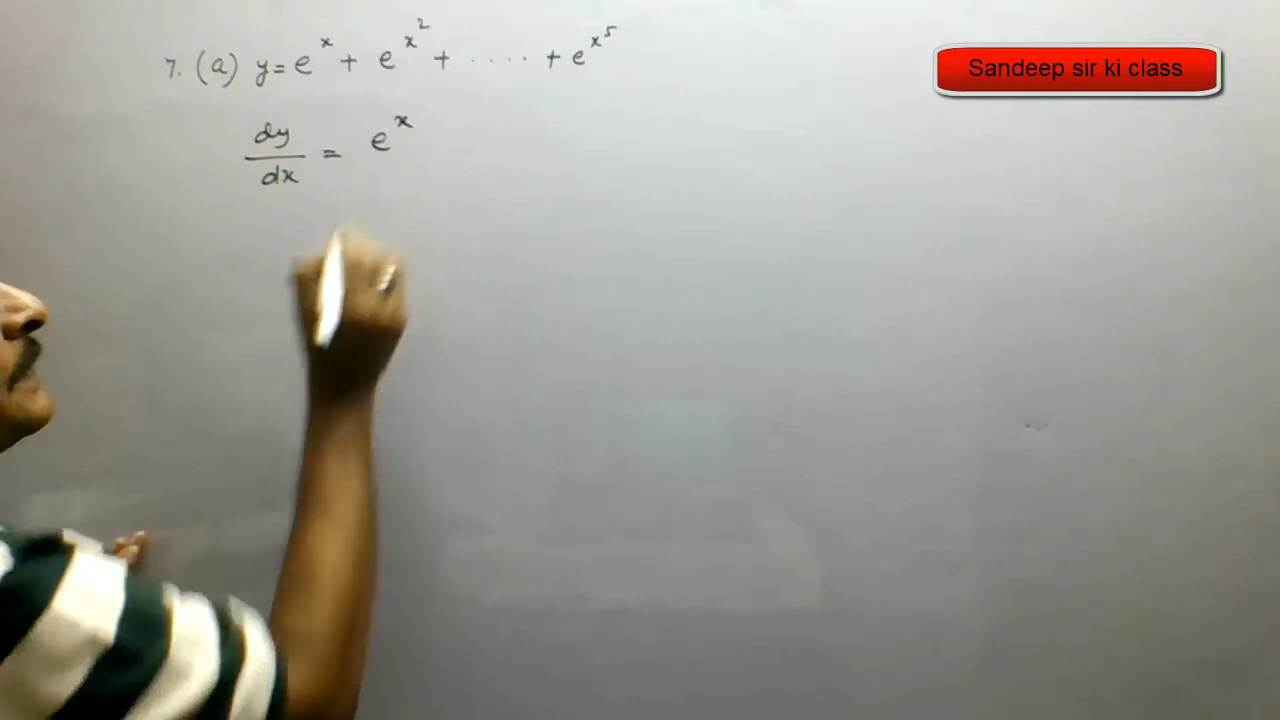 7. (a) y = e^x + e^{x^2} + ..... + e^{x^5}
Sandeep sir ki class
dy/dx = e^x